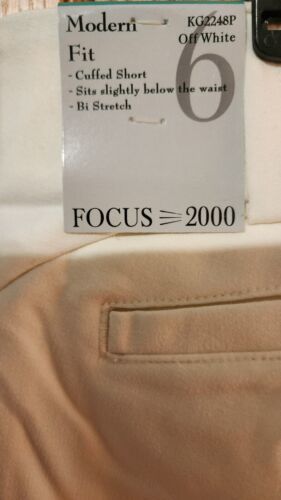 Modern
Fit
KG2248P
Off White
6
- Cuffed Short
- Sits slightly below the waist
- Bi Stretch
FOCUS 2000